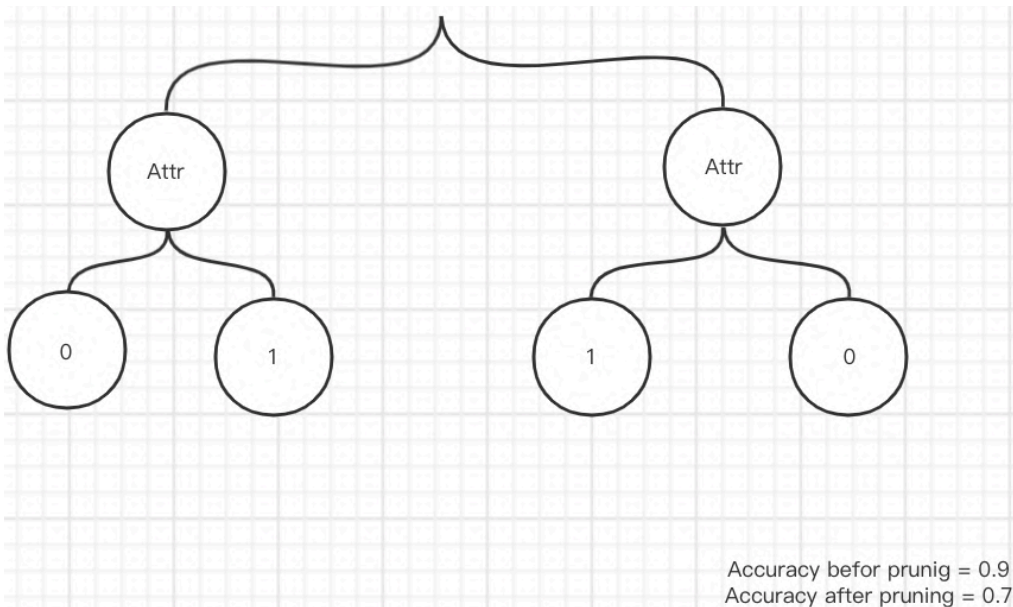 Attr
Attr
0
1
1
0
Accuracy befor prunig = 0.9
Accuracy after pruning = 0.7